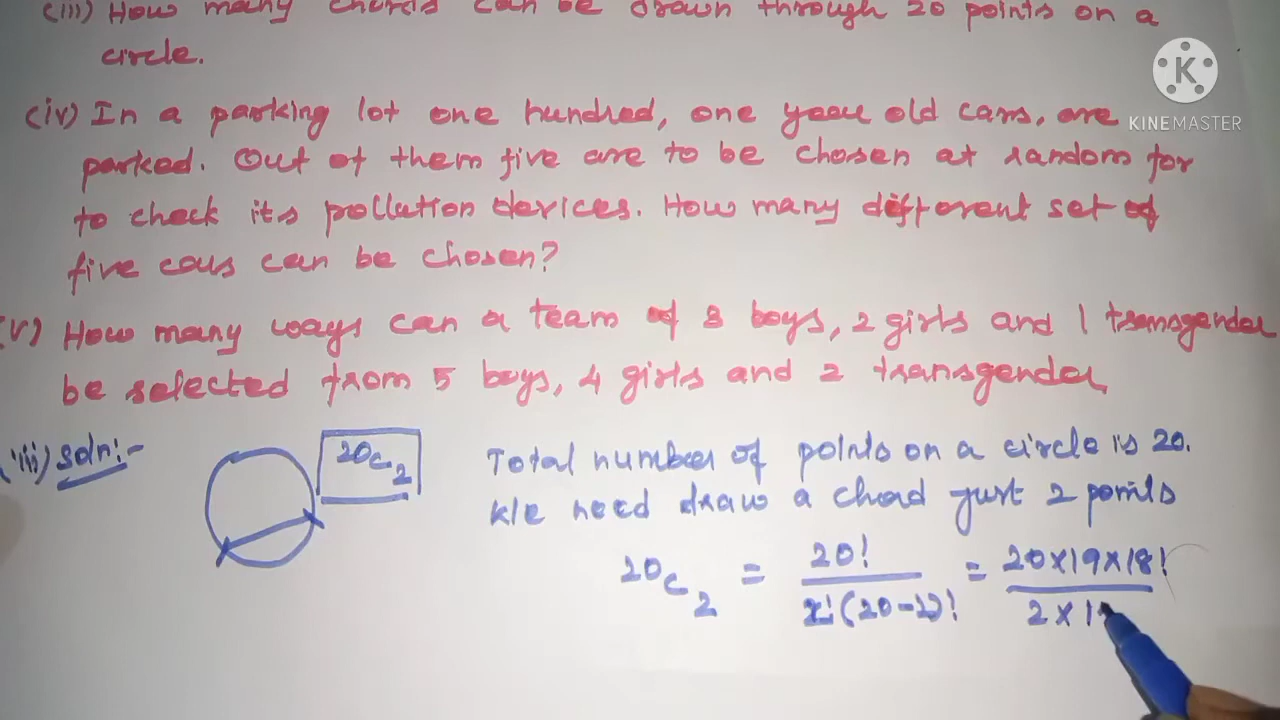 (iii) How many chords can be drawn through 20 points on a
circle.
(iv) In a parking lot one hundred, one year old cars, are
parked. Out of them five are to be chosen at random for
to check its pollution devices. How many different set of
five cars can be chosen?
(v) How many ways can a team of 3 boys, 2 girls and 1 transgender
be selected from 5 boys, 4 girls and 2 transgender
(iii) soln:-
20c2
Total number of points on a circle is 20.
We need draw a chord just 2 points
20c2 = 20! / 2!(20-2)! = 20×19×18! / 2×1
K
KINEMASTER